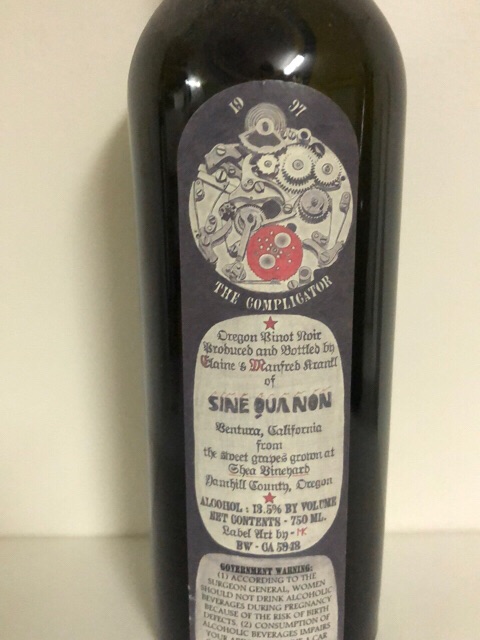 1997
THE COMPLICATOR
Oregon Pinot Noir
Produced and Bottled by
Elaine & Manfred Krankl
of
SINE QUA NON
Ventura, California
from
the sweet grapes grown at
Shea Vineyard
Yamhill County, Oregon
ALCOHOL : 13.5% BY VOLUME
NET CONTENTS - 750 ML.
Label Art by - MK
BW - CA 5948
GOVERNMENT WARNING:
(1) ACCORDING TO THE
SURGEON GENERAL, WOMEN
SHOULD NOT DRINK ALCOHOLIC
BEVERAGES DURING PREGNANCY
BECAUSE OF THE RISK OF BIRTH
DEFECTS. (2) CONSUMPTION OF
ALCOHOLIC BEVERAGES IMPAIRS